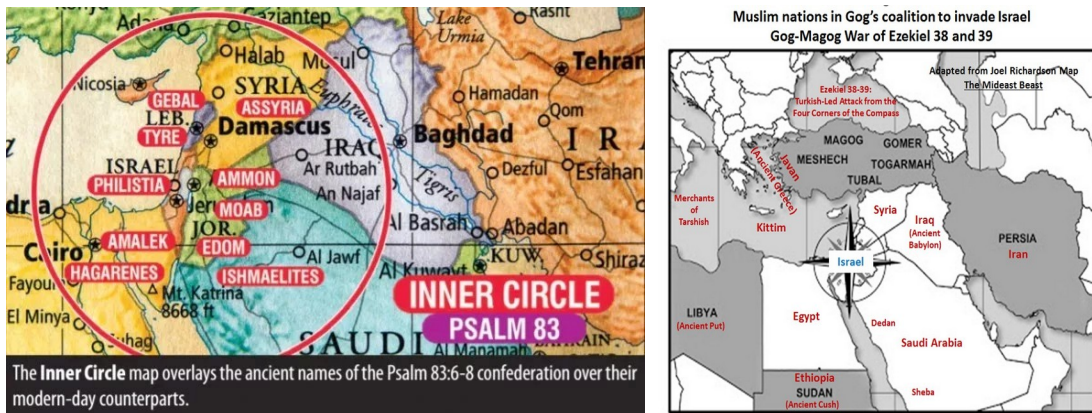 Adana
Gaziantep
Nicosia
Halab
Mosul
GEBAL
SYRIA
LEB.
ASSYRIA
TYRE
Damascus
Euphrates
ISRAEL
IRAQ
Ar Rutbah
Baghdad
PHILISTIA
AMMON
An Najaf
Tigris
MOAB
JOR.
Al Basrah
Cairo
AMALEK
EDOM
Al Jawf
HAGARENES
ISHMAELITES
Al Kuwayt
KUW.
Fayou
Mt. Katrina
8668 ft
El Minya
Suhag
SAUDI
Al Manamah
Lake
Urmia
Rasht
Tehran
Hamadan
Qom
Dezful
Esfahan
Abadan
Shiraz
INNER CIRCLE
PSALM 83
The Inner Circle map overlays the ancient names of the Psalm 83:6-8 confederation over their
modern-day counterparts.
Muslim nations in Gog's coalition to invade Israel
Gog-Magog War of Ezekiel 38 and 39
Adapted from Joel Richardson Map
The Mideast Beast
Ezekiel 38-39:
Turkish-Led Attack from the
Four Corners of the Compass
MAGOG
GOMER
MESHECH
TOGARMAH
TUBAL
Javan
(Ancient Greece)
Merchants
of
Tarshish
Kittim
Syria
Iraq
(Ancient
Babylon)
PERSIA
Iran
Israel
LIBYA
(Ancient Put)
Egypt
Dedan
Saudi Arabia
Ethiopia
SUDAN
(Ancient Cush)
Sheba